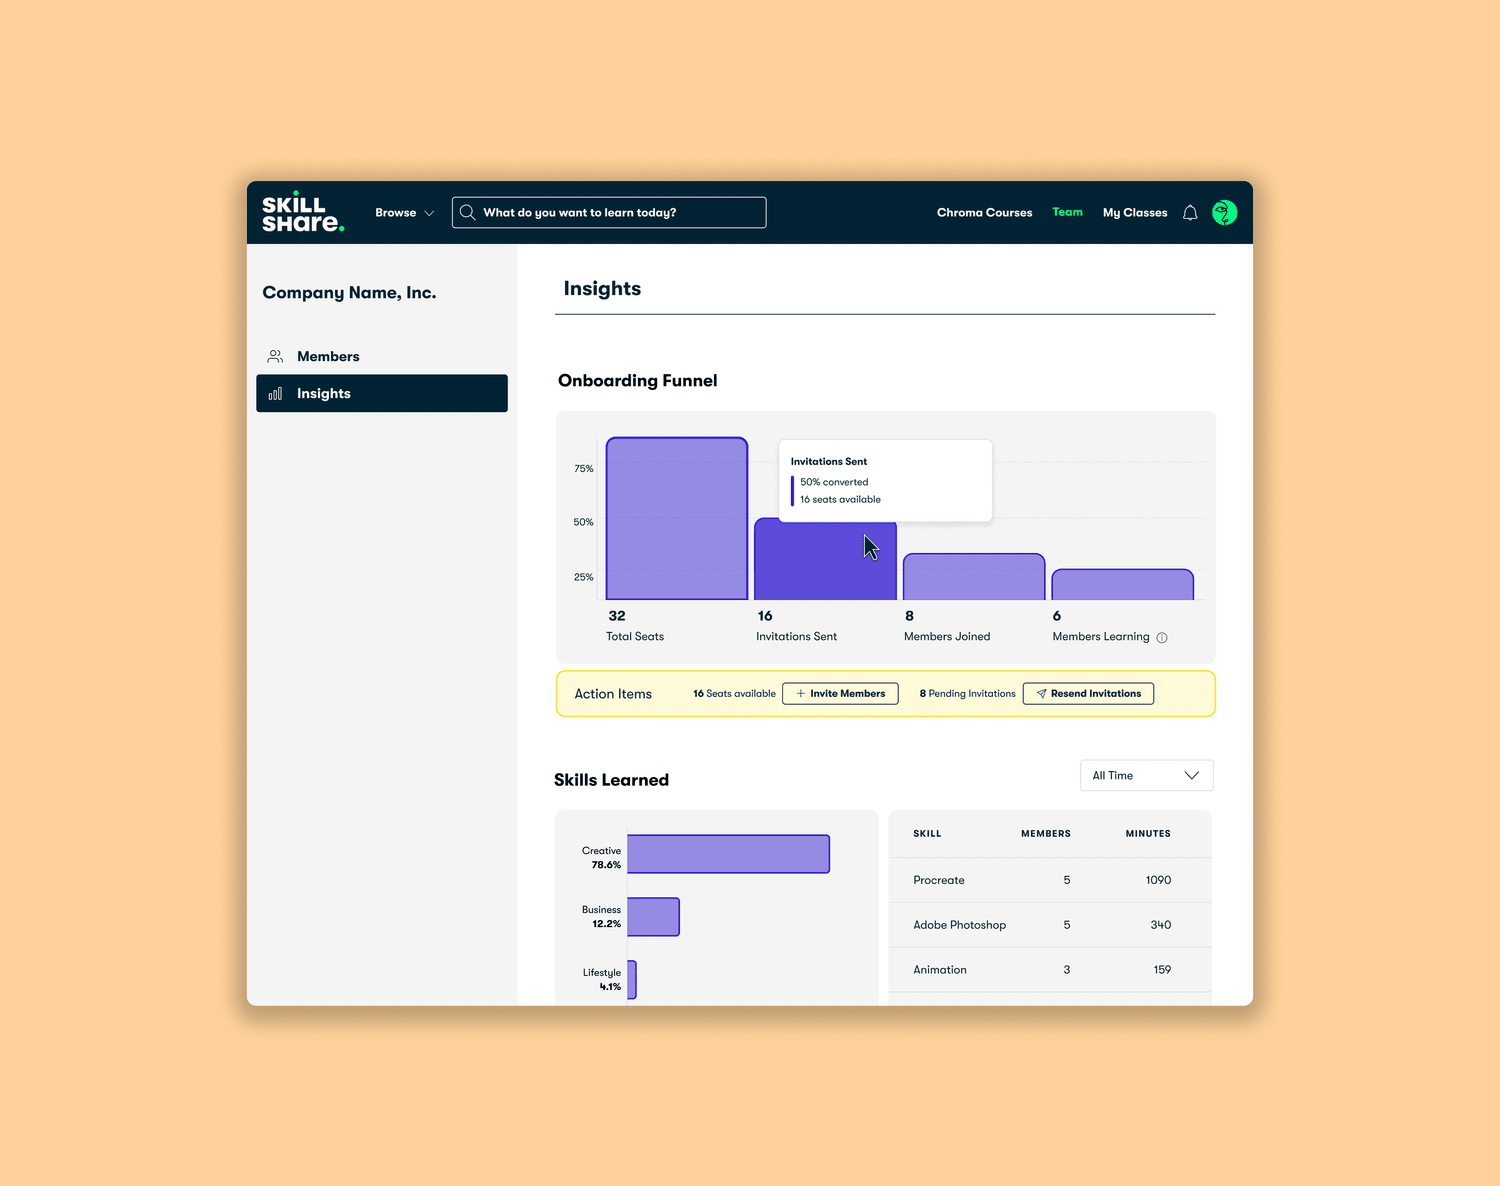 SKiLL
SHare.
Browse
What do you want to learn today?
Chroma Courses
Team
My Classes
Company Name, Inc.
Members
Insights
Insights
Onboarding Funnel
75%
50%
25%
Invitations Sent
50% converted
16 seats available
32
Total Seats
16
Invitations Sent
8
Members Joined
6
Members Learning
Action Items
16 Seats available
Invite Members
8 Pending Invitations
Resend Invitations
Skills Learned
All Time
Creative
78.6%
Business
12.2%
Lifestyle
4.1%
SKILL MEMBERS MINUTES
Procreate 5 1090
Adobe Photoshop 5 340
Animation 3 159